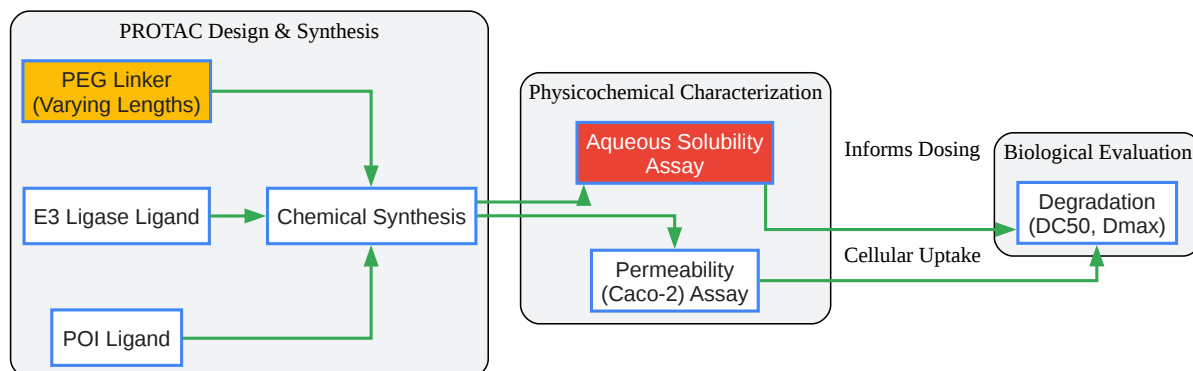 PROTAC Design & Synthesis
PEG Linker
(Varying Lengths)
E3 Ligase Ligand
Chemical Synthesis
POI Ligand
Physicochemical Characterization
Aqueous Solubility
Assay
Permeability
(Caco-2) Assay
Informs Dosing
Cellular Uptake
Biological Evaluation
Degradation
(DC50, Dmax)